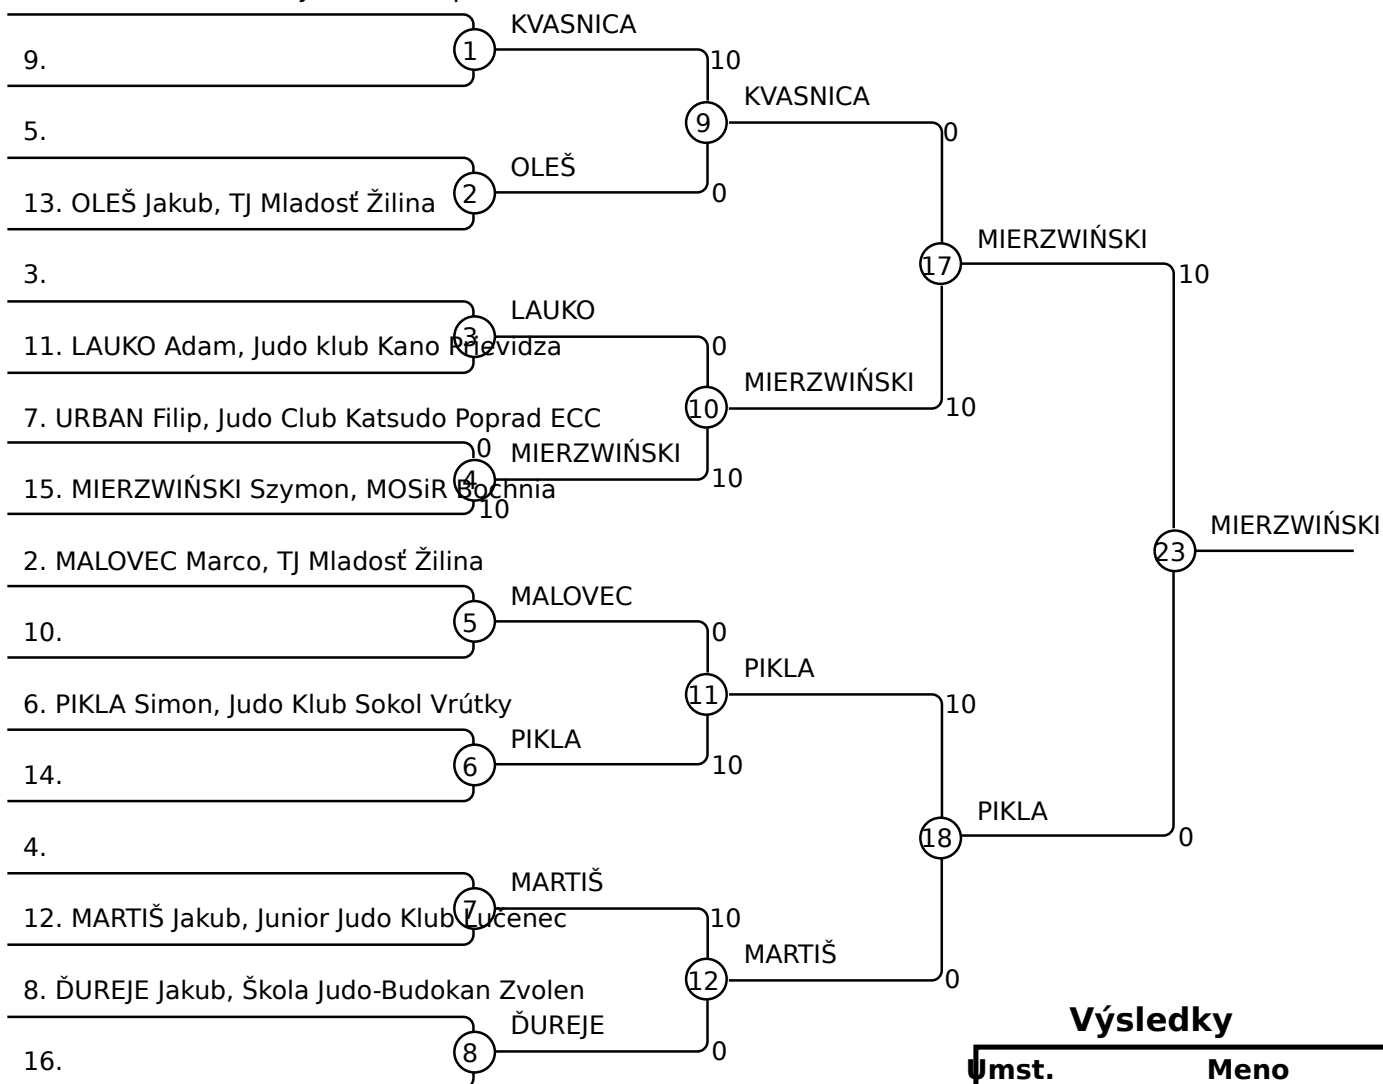 KVASNICA
1
9.
10
KVASNICA
9
5.
0
OLEŠ
2
0
13. OLEŠ Jakub, TJ Mladosť Žilina
MIERZWIŃSKI
17
3.
10
LAUKO
3
11. LAUKO Adam, Judo klub Kano Prievidza
0
MIERZWIŃSKI
10
10
7. URBAN Filip, Judo Club Katsudo Poprad ECC
0
MIERZWIŃSKI
4
10
15. MIERZWIŃSKI Szymon, MOSiR Bochnia
10
MIERZWIŃSKI
23
2. MALOVEC Marco, TJ Mladosť Žilina
MALOVEC
5
10.
0
PIKLA
11
6. PIKLA Simon, Judo Klub Sokol Vrútky
10
PIKLA
6
10
14.
PIKLA
18
0
4.
MARTIŠ
7
12. MARTIŠ Jakub, Junior Judo Klub Lučenec
10
MARTIŠ
12
0
8. ĎUREJE Jakub, Škola Judo-Budokan Zvolen
ĎUREJE
8
0
16.
Výsledky
Umst. Meno